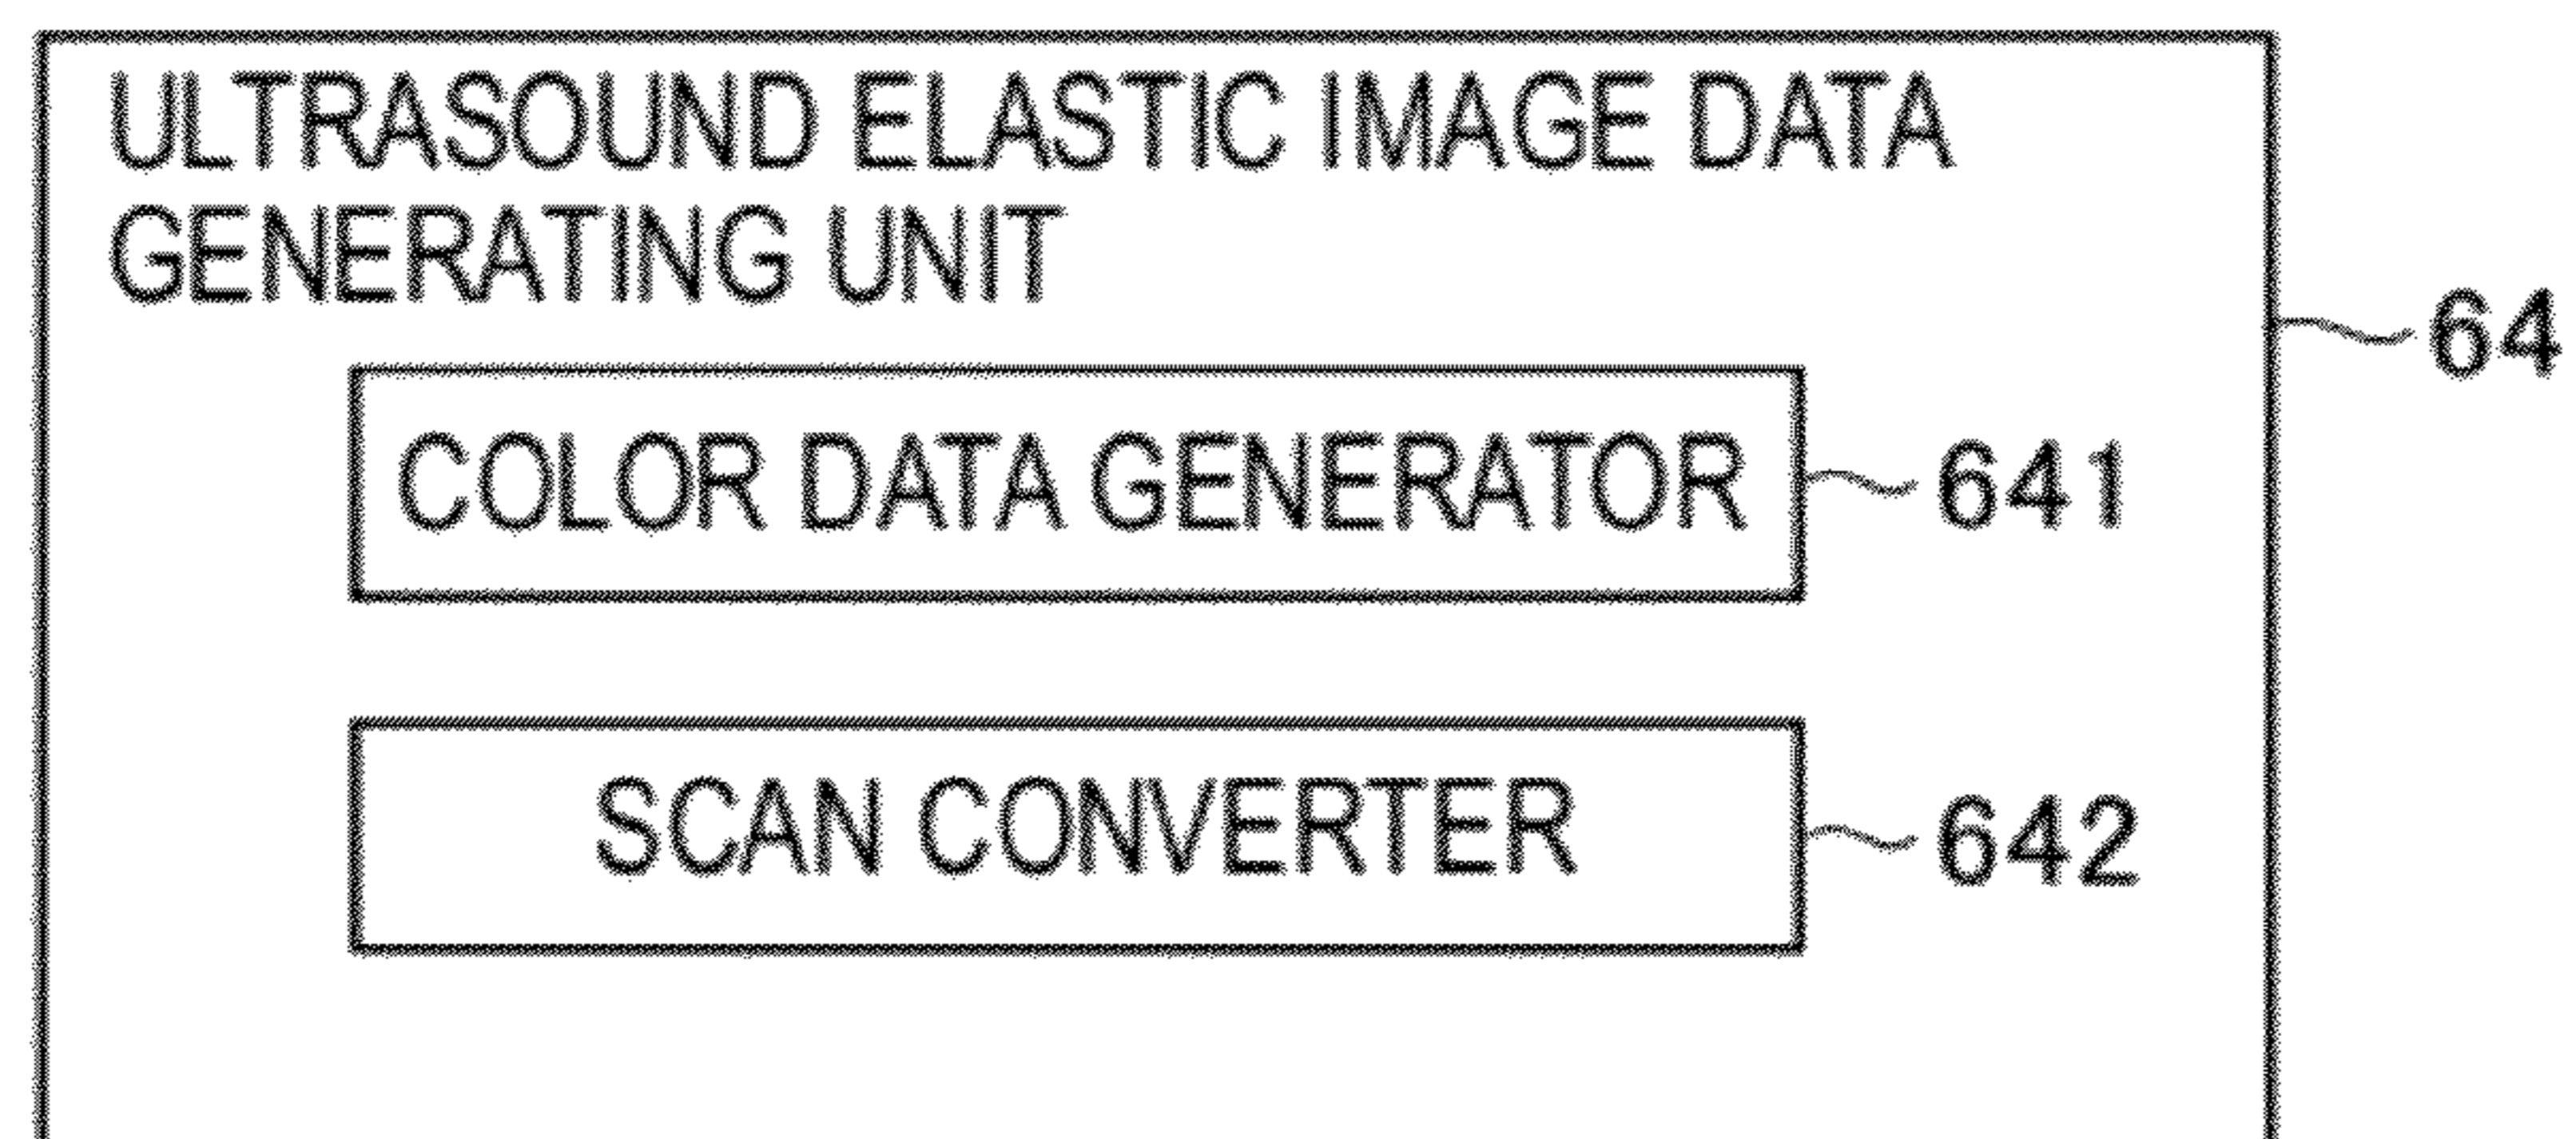 ULTRASOUND ELASTIC IMAGE DATA
GENERATING UNIT
64
COLOR DATA GENERATOR
641
SCAN CONVERTER
642